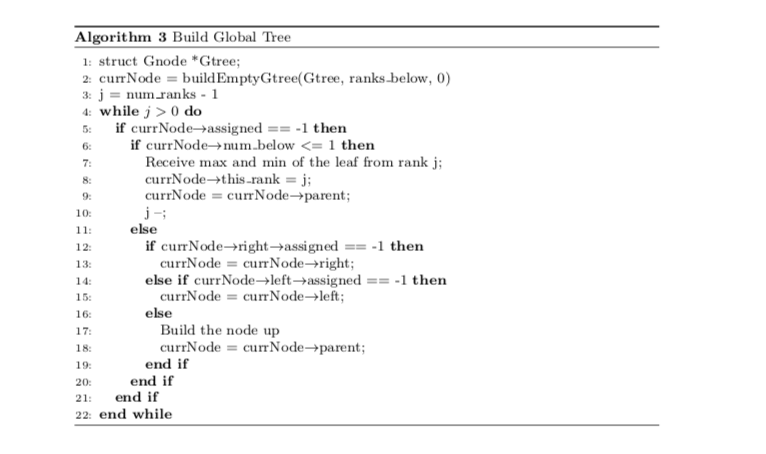 Algorithm 3 Build Global Tree
1: struct Gnode *Gtree;
2: currNode = buildEmptyGtree(Gtree, ranks_below, 0)
3: j = num_ranks - 1
4: while j > 0 do
5: if currNode→assigned == -1 then
6: if currNode→num_below <= 1 then
7: Receive max and min of the leaf from rank j;
8: currNode→this_rank = j;
9: currNode = currNode→parent;
10: j –;
11: else
12: if currNode→right→assigned == -1 then
13: currNode = currNode→right;
14: else if currNode→left→assigned == -1 then
15: currNode = currNode→left;
16: else
17: Build the node up
18: currNode = currNode→parent;
19: end if
20: end if
21: end if
22: end while